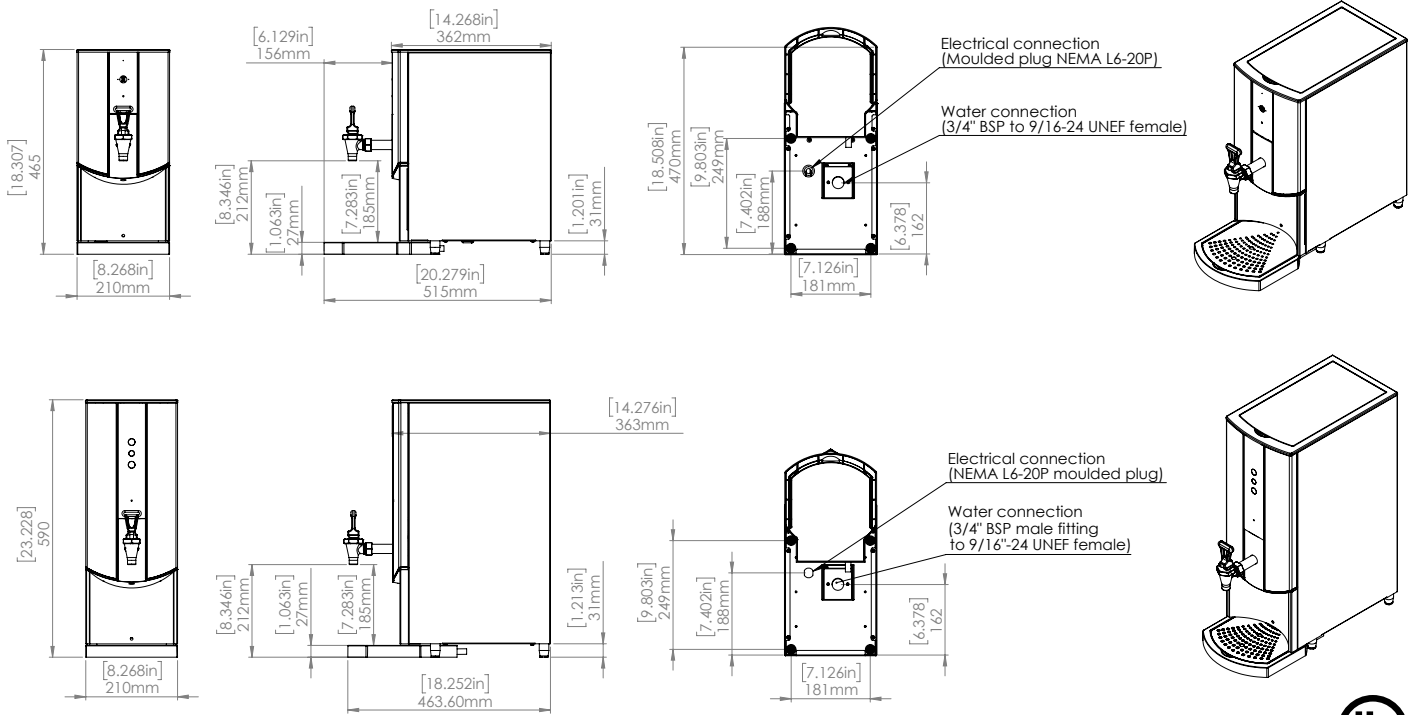 [14.268in]
362mm
[6.129in]
156mm
[18.307]
465
[8.346in]
212mm
[1.063in]
27mm
[7.283in]
185mm
[1.201in]
31mm
[8.268in]
210mm
[20.279in]
515mm
[18.508in]
470mm
[9.803in]
249mm
[7.402in]
188mm
[6.378]
162
[7.126in]
181mm
Electrical connection
(Moulded plug NEMA L6-20P)
Water connection
(3/4" BSP to 9/16-24 UNEF female)
[14.276in]
363mm
[23.228]
590
[8.346in]
212mm
[1.063in]
27mm
[7.283in]
185mm
[1.213in]
31mm
[8.268in]
210mm
[18.252in]
463.60mm
[9.803in]
249mm
[7.402in]
188mm
[6.378]
162
[7.126in]
181mm
Electrical connection
(NEMA L6-20P moulded plug)
Water connection
(3/4" BSP male fitting
to 9/16"-24 UNEF female)